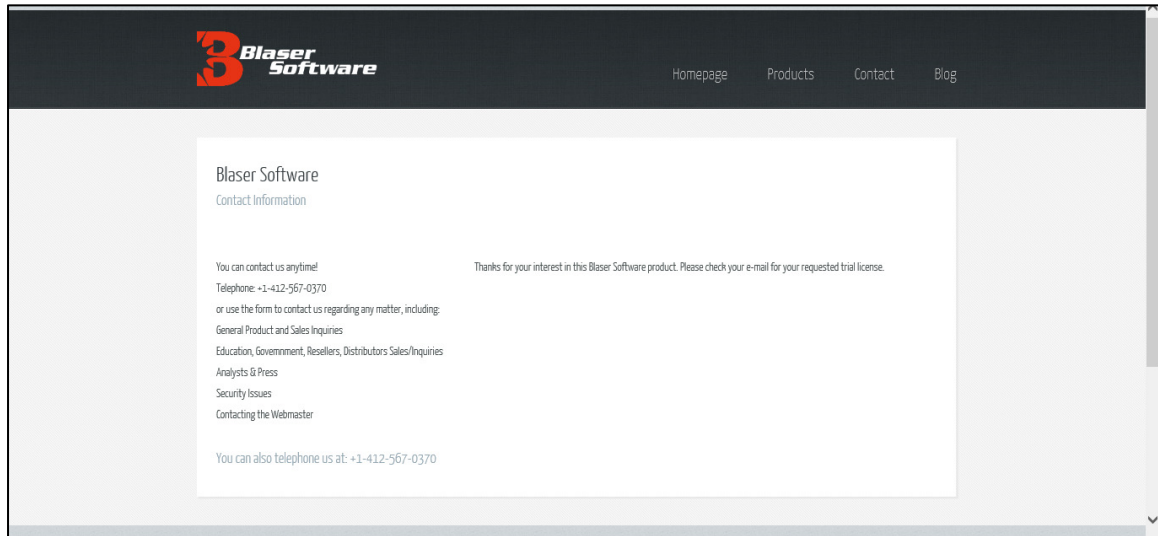 Blaser
Software
Homepage Products Contact Blog
Blaser Software
Contact Information
You can contact us anytime!
Telephone: +1-412-567-0370
or use the form to contact us regarding any matter, including:
General Product and Sales Inquiries
Education, Governmnent, Resellers, Distributors Sales/Inquiries
Analysts & Press
Security Issues
Contacting the Webmaster
You can also telephone us at: +1-412-567-0370
Thanks for your interest in this Blaser Software product. Please check your e-mail for your requested trial license.